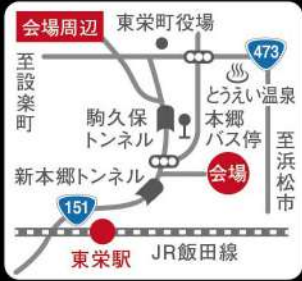 会場周辺
東栄町役場
473
至設楽町
とうえい温泉
駒久保
トンネル
本郷
バス停
至浜松市
新本郷トンネル
会場
151
東栄駅
JR飯田線